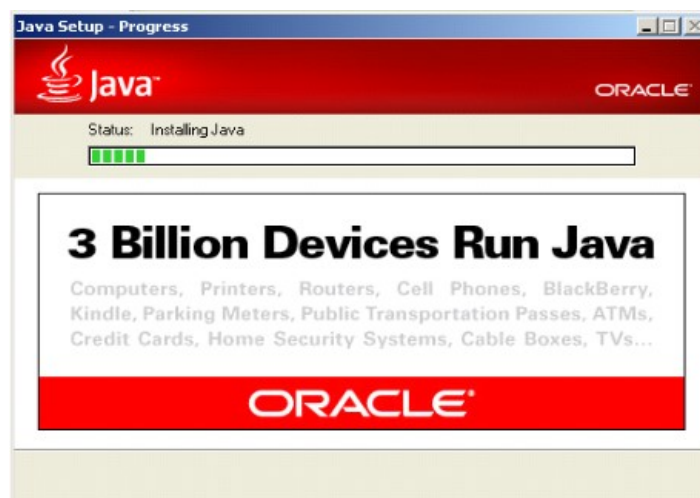 Java Setup - Progress
Java™
ORACLE
Status: Installing Java
3 Billion Devices Run Java
Computers, Printers, Routers, Cell Phones, BlackBerry,
Kindle, Parking Meters, Public Transportation Passes, ATMs,
Credit Cards, Home Security Systems, Cable Boxes, TVs...
ORACLE®